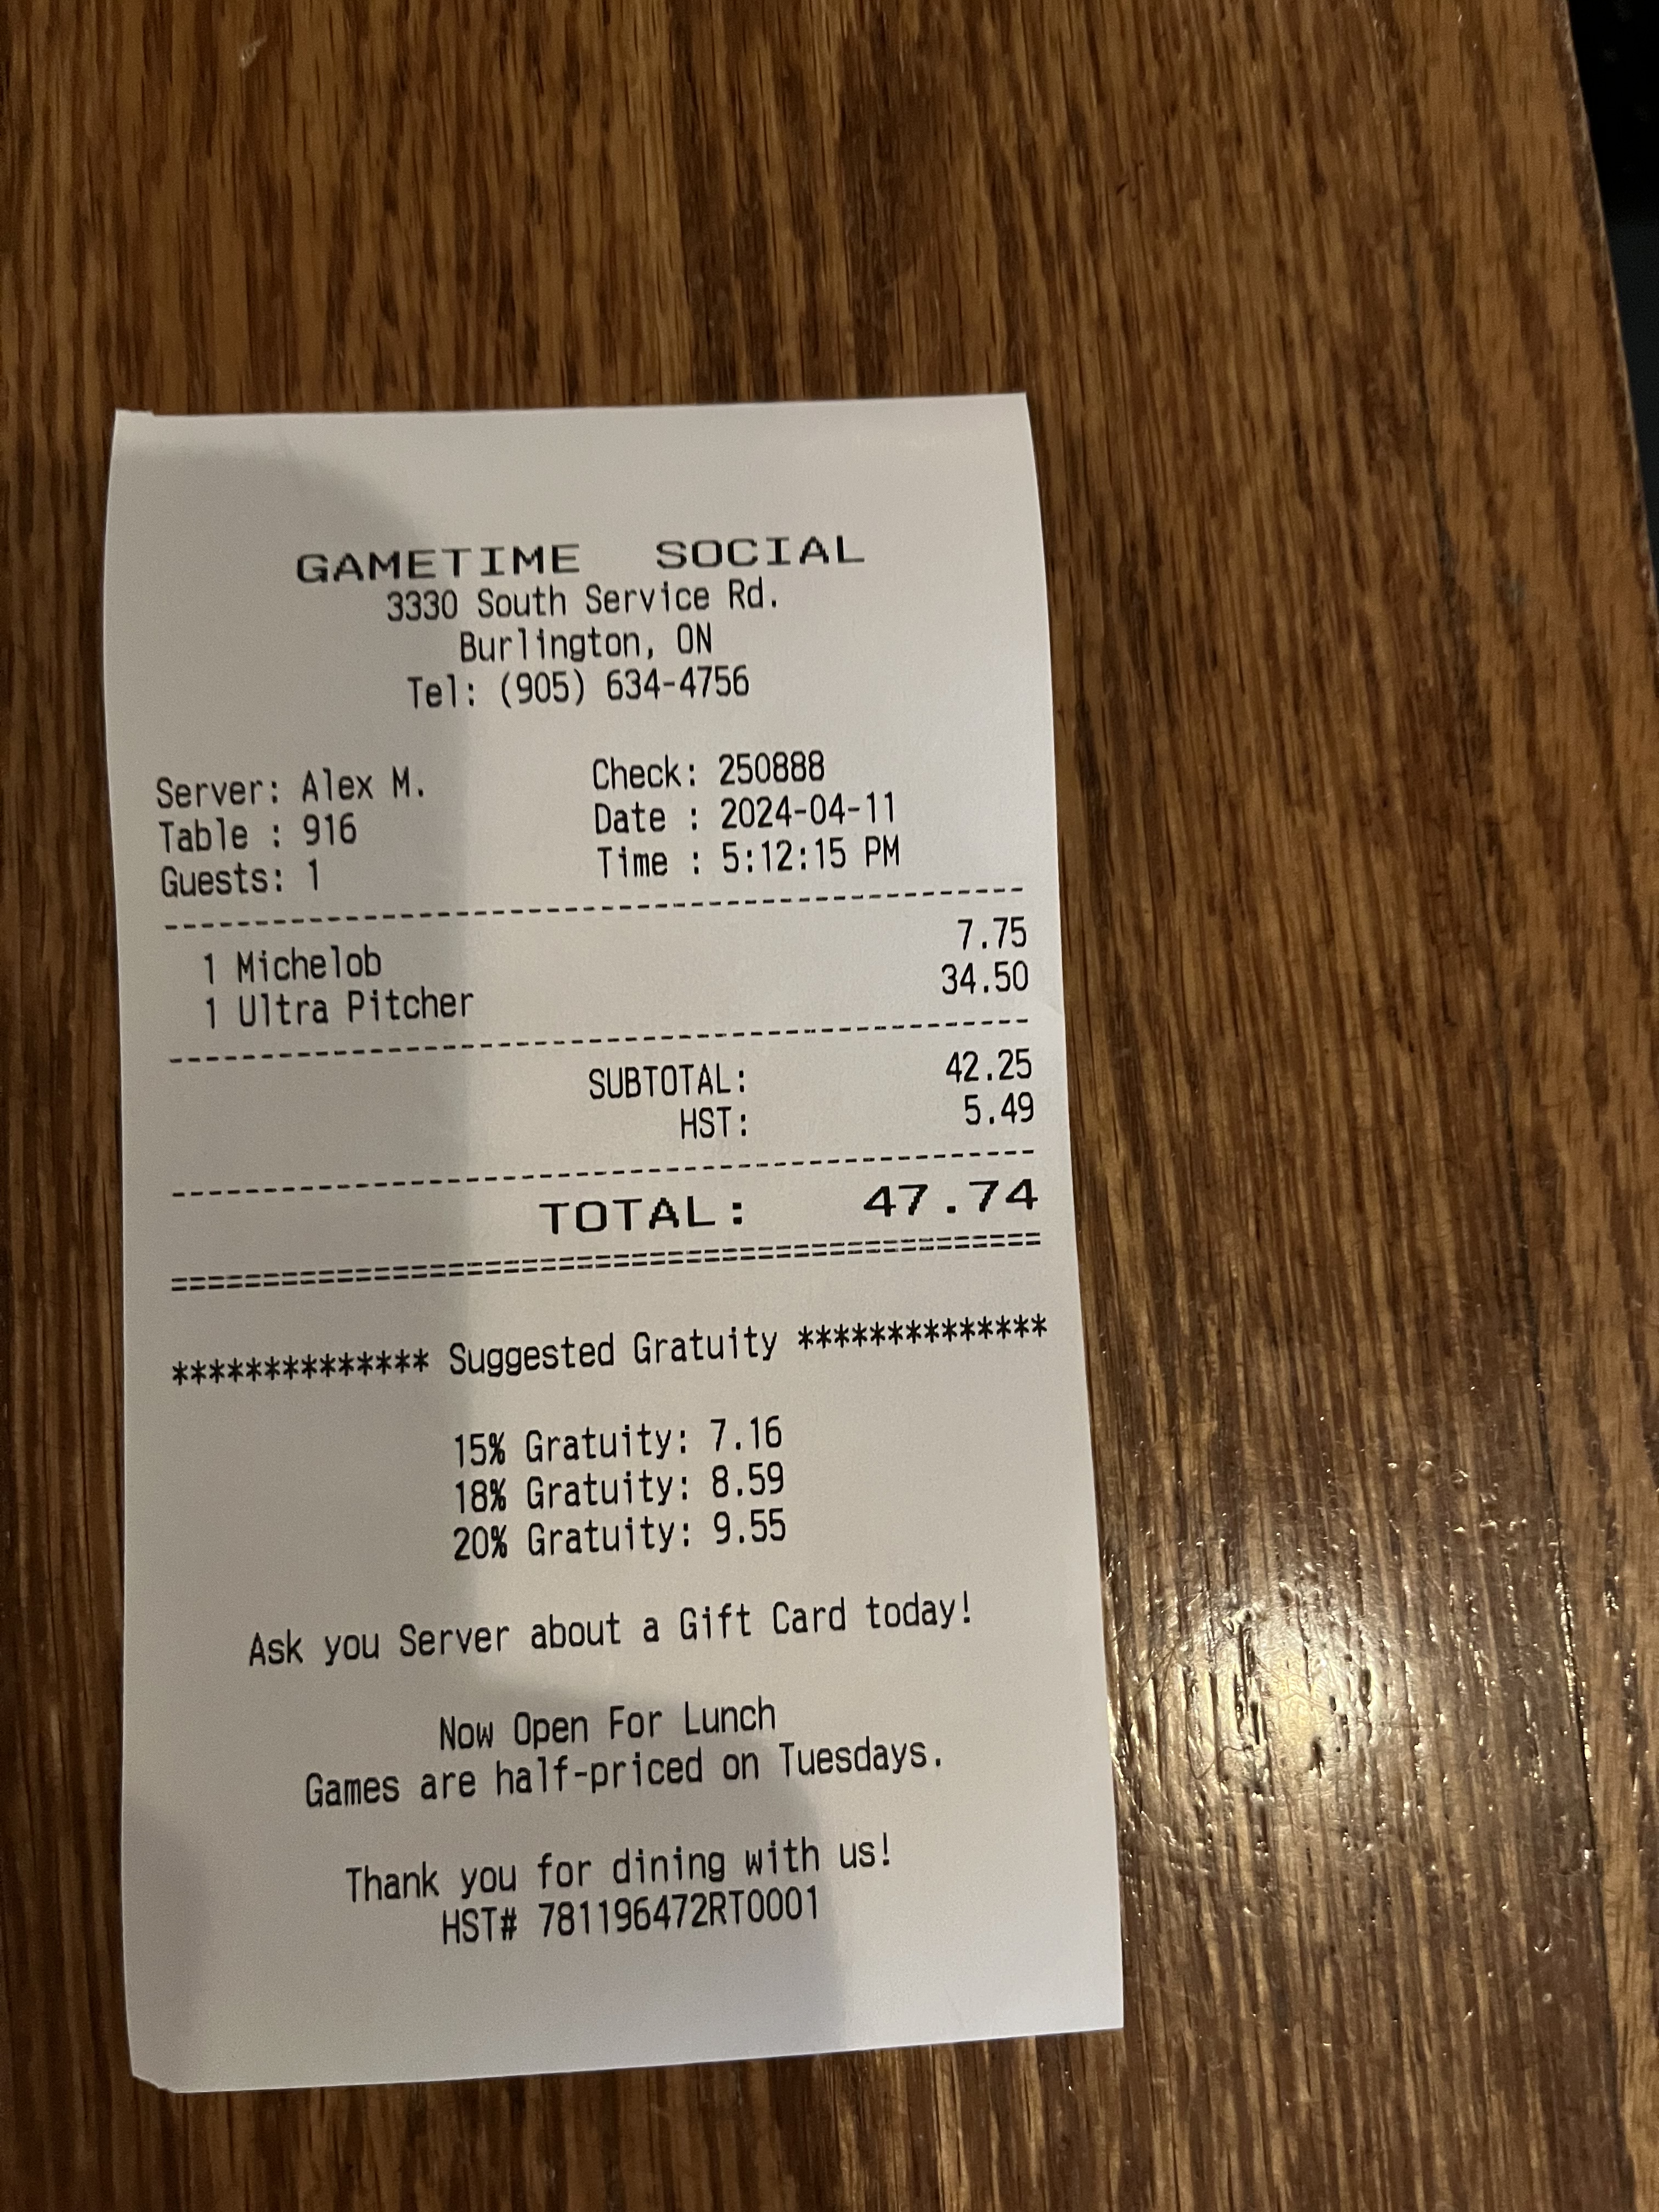 GAMETIME SOCIAL
3330 South Service Rd.
Burlington, ON
Tel: (905) 634-4756
Server: Alex M. Check: 250888
Table : 916 Date : 2024-04-11
Guests: 1 Time : 5:12:15 PM
--------------------------------------------
1 Michelob 7.75
1 Ultra Pitcher 34.50
--------------------------------------------
SUBTOTAL: 42.25
HST: 5.49
--------------------------------------------
TOTAL: 47.74
============================================
************** Suggested Gratuity **************
15% Gratuity: 7.16
18% Gratuity: 8.59
20% Gratuity: 9.55
Ask you Server about a Gift Card today!
Now Open For Lunch
Games are half-priced on Tuesdays.
Thank you for dining with us!
HST# 781196472RT0001